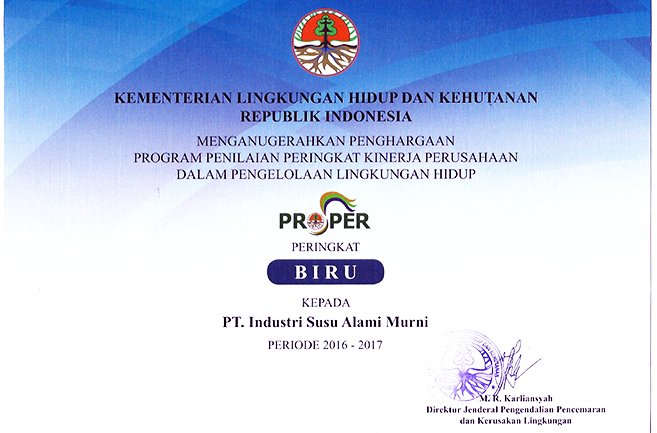 KEMENTERIAN LINGKUNGAN HIDUP DAN KEHUTANAN
REPUBLIK INDONESIA
MENGANUGERAHKAN PENGHARGAAN
PROGRAM PENILAIAN PERINGKAT KINERJA PERUSAHAAN
DALAM PENGELOLAAN LINGKUNGAN HIDUP
PROPER
PERINGKAT
BIRU
KEPADA
PT. Industri Susu Alami Murni
PERIODE 2016 - 2017
M. R. Karliansyah
Direktur Jenderal Pengendalian Pencemaran
dan Kerusakan Lingkungan